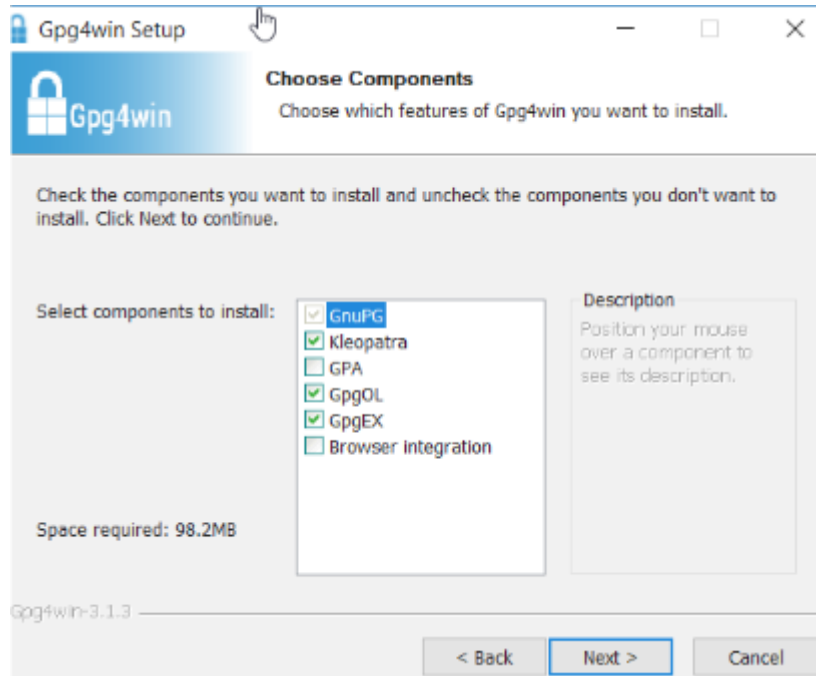 Gpg4win Setup
Gpg4win
Choose Components
Choose which features of Gpg4win you want to install.
Check the components you want to install and uncheck the components you don't want to
install. Click Next to continue.
Select components to install:
GnuPG
Kleopatra
GPA
GpgOL
GpgEX
Browser integration
Description
Position your mouse
over a component to
see its description.
Space required: 98.2MB
Gpg4win-3.1.3
< Back
Next >
Cancel